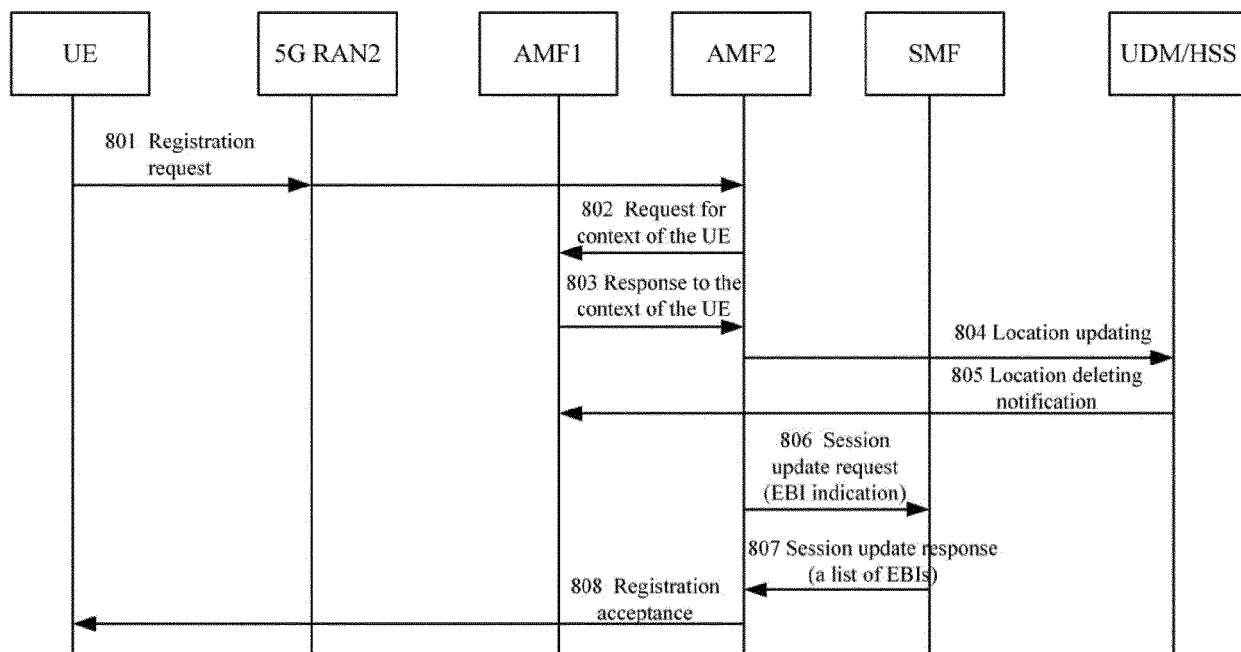 UE
5G RAN2
AMF1
AMF2
SMF
UDM/HSS
801 Registration
request
802 Request for
context of the UE
803 Response to the
context of the UE
804 Location updating
805 Location deleting
notification
806 Session
update request
(EBI indication)
807 Session update response
(a list of EBIs)
808 Registration
acceptance